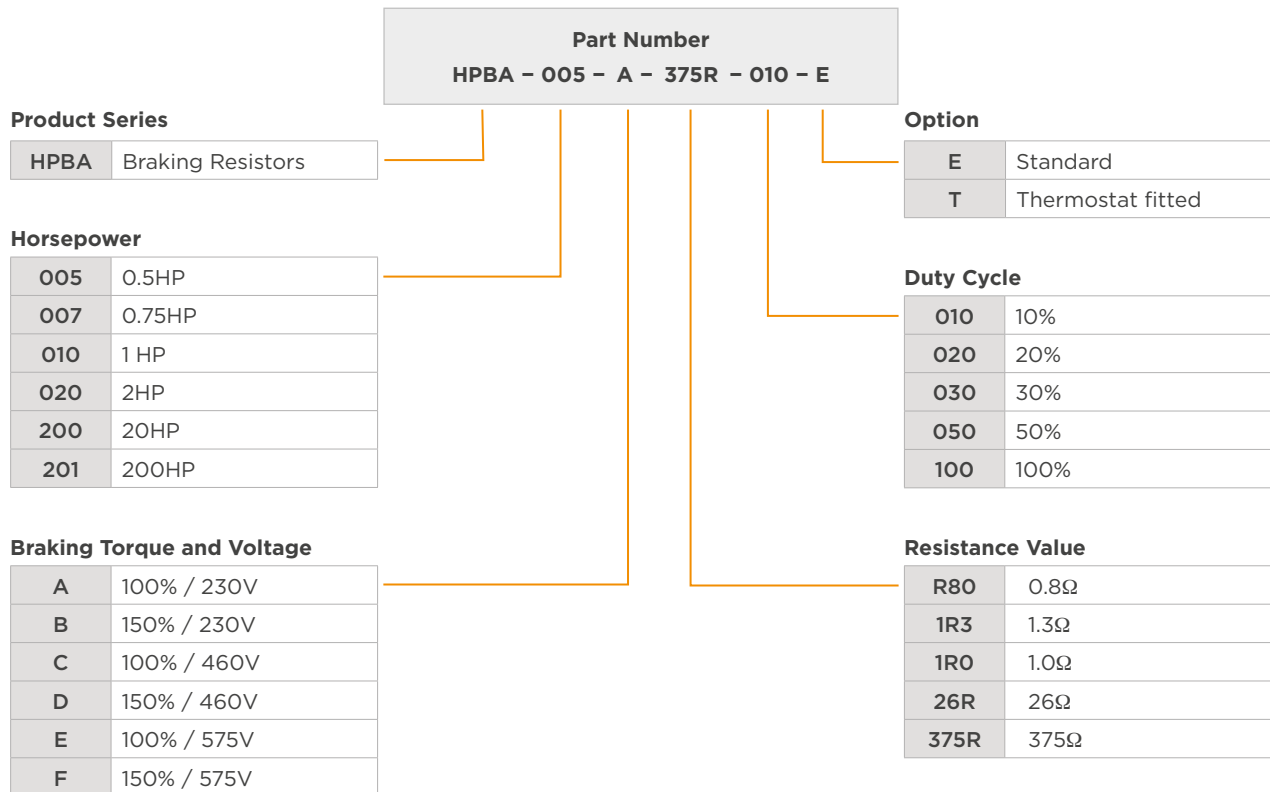 Part Number
HPBA – 005 – A – 375R – 010 – E
Product Series
HPBA Braking Resistors
Horsepower
005 0.5HP
007 0.75HP
010 1 HP
020 2HP
200 20HP
201 200HP
Braking Torque and Voltage
A 100% / 230V
B 150% / 230V
C 100% / 460V
D 150% / 460V
E 100% / 575V
F 150% / 575V
Option
E Standard
T Thermostat fitted
Duty Cycle
010 10%
020 20%
030 30%
050 50%
100 100%
Resistance Value
R80 0.8Ω
1R3 1.3Ω
1R0 1.0Ω
26R 26Ω
375R 375Ω